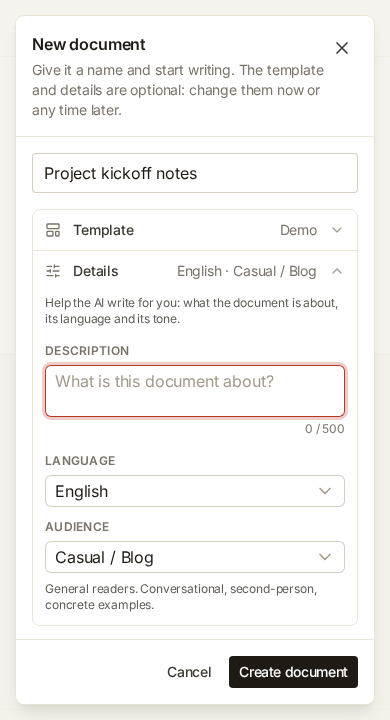 New document
Give it a name and start writing. The template
and details are optional: change them now or
any time later.
Project kickoff notes
Template Demo
Details English · Casual / Blog
Help the AI write for you: what the document is about,
its language and its tone.
DESCRIPTION
What is this document about?
0 / 500
LANGUAGE
English
AUDIENCE
Casual / Blog
General readers. Conversational, second-person,
concrete examples.
Cancel Create document